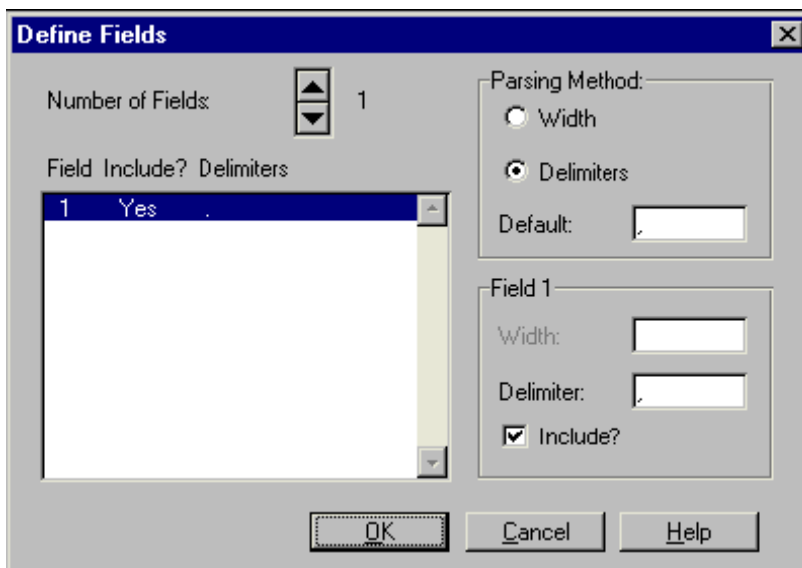 Define Fields
Number of Fields: 1
Field Include? Delimiters
1 Yes ,
Parsing Method:
Width
Delimiters
Default: ,
Field 1
Width:
Delimiter: ,
Include?
OK Cancel Help